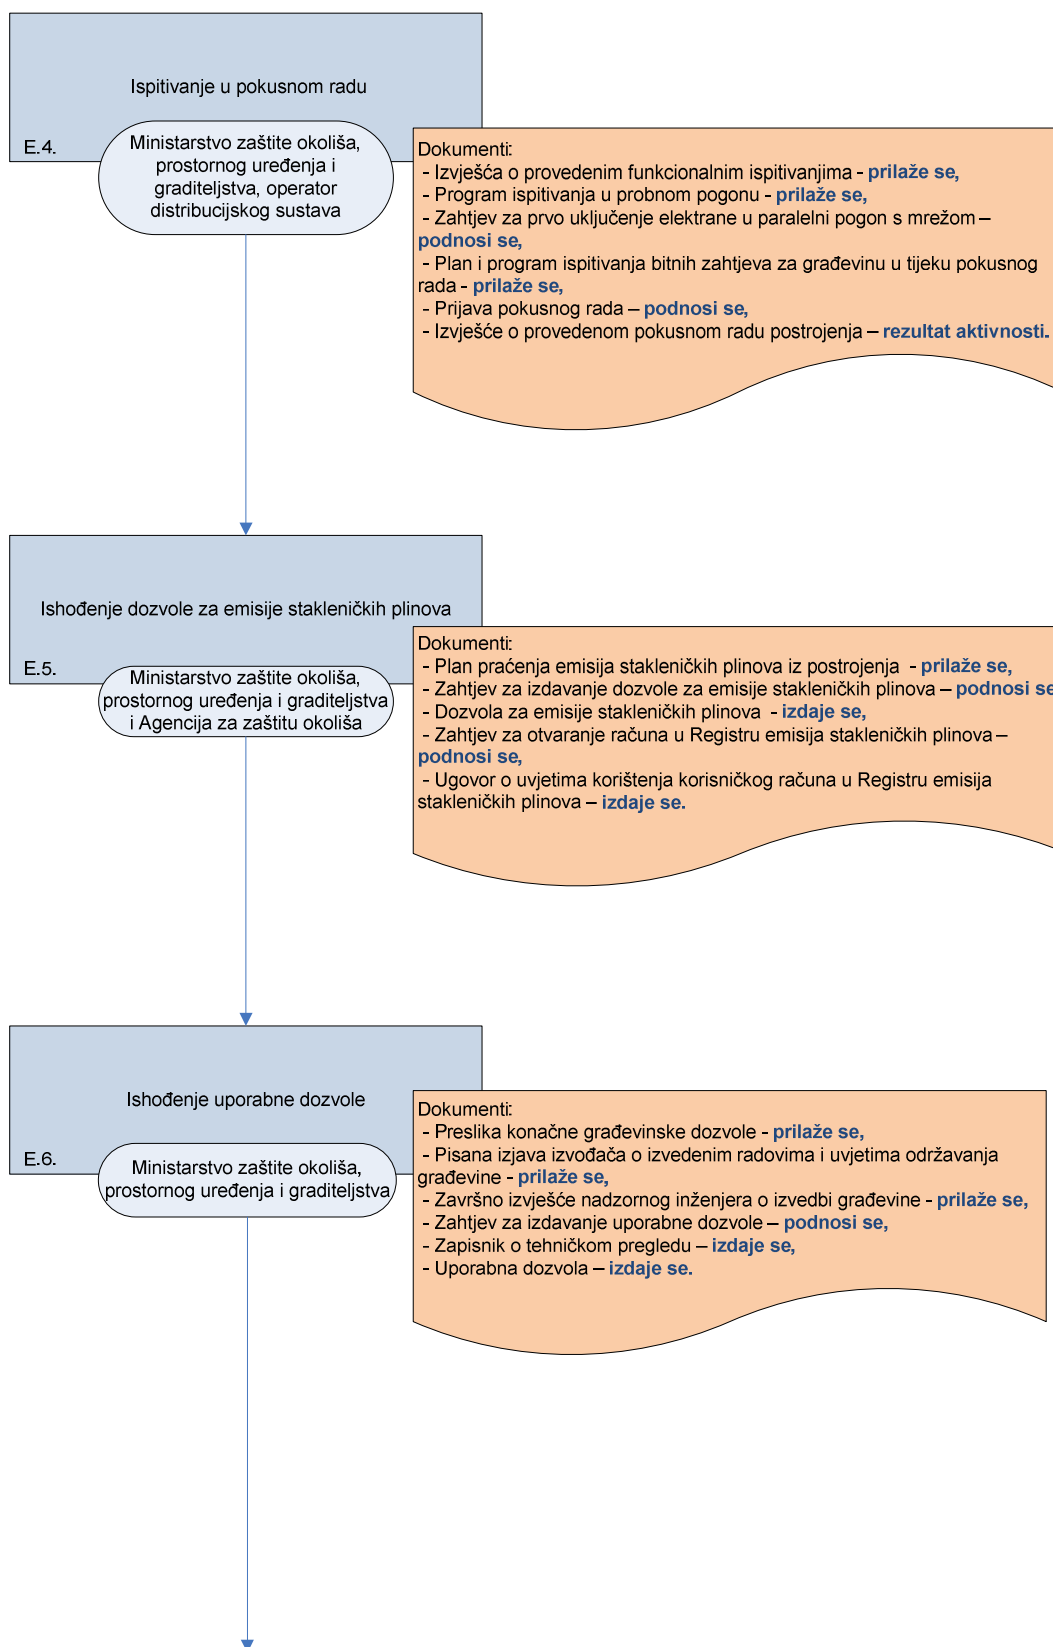 Ispitivanje u pokusnom radu
E.4.
Ministarstvo zaštite okoliša,
prostornog uređenja i
graditeljstva, operator
distribucijskog sustava
Dokumenti:
- Izvješća o provedenim funkcionalnim ispitivanjima - prilaže se,
- Program ispitivanja u probnom pogonu - prilaže se,
- Zahtjev za prvo uključenje elektrane u paralelni pogon s mrežom –
podnosi se,
- Plan i program ispitivanja bitnih zahtjeva za građevinu u tijeku pokusnog
rada - prilaže se,
- Prijava pokusnog rada – podnosi se,
- Izvješće o provedenom pokusnom radu postrojenja – rezultat aktivnosti.
Ishođenje dozvole za emisije stakleničkih plinova
E.5.
Ministarstvo zaštite okoliša,
prostornog uređenja i graditeljstva
i Agencija za zaštitu okoliša
Dokumenti:
- Plan praćenja emisija stakleničkih plinova iz postrojenja - prilaže se,
- Zahtjev za izdavanje dozvole za emisije stakleničkih plinova – podnosi se
- Dozvola za emisije stakleničkih plinova - izdaje se,
- Zahtjev za otvaranje računa u Registru emisija stakleničkih plinova –
podnosi se,
- Ugovor o uvjetima korištenja korisničkog računa u Registru emisija
stakleničkih plinova – izdaje se.
Ishođenje uporabne dozvole
E.6.
Ministarstvo zaštite okoliša,
prostornog uređenja i graditeljstva
Dokumenti:
- Preslika konačne građevinske dozvole - prilaže se,
- Pisana izjava izvođača o izvedenim radovima i uvjetima održavanja
građevine - prilaže se,
- Završno izvješće nadzornog inženjera o izvedbi građevine - prilaže se,
- Zahtjev za izdavanje uporabne dozvole – podnosi se,
- Zapisnik o tehničkom pregledu – izdaje se,
- Uporabna dozvola – izdaje se.